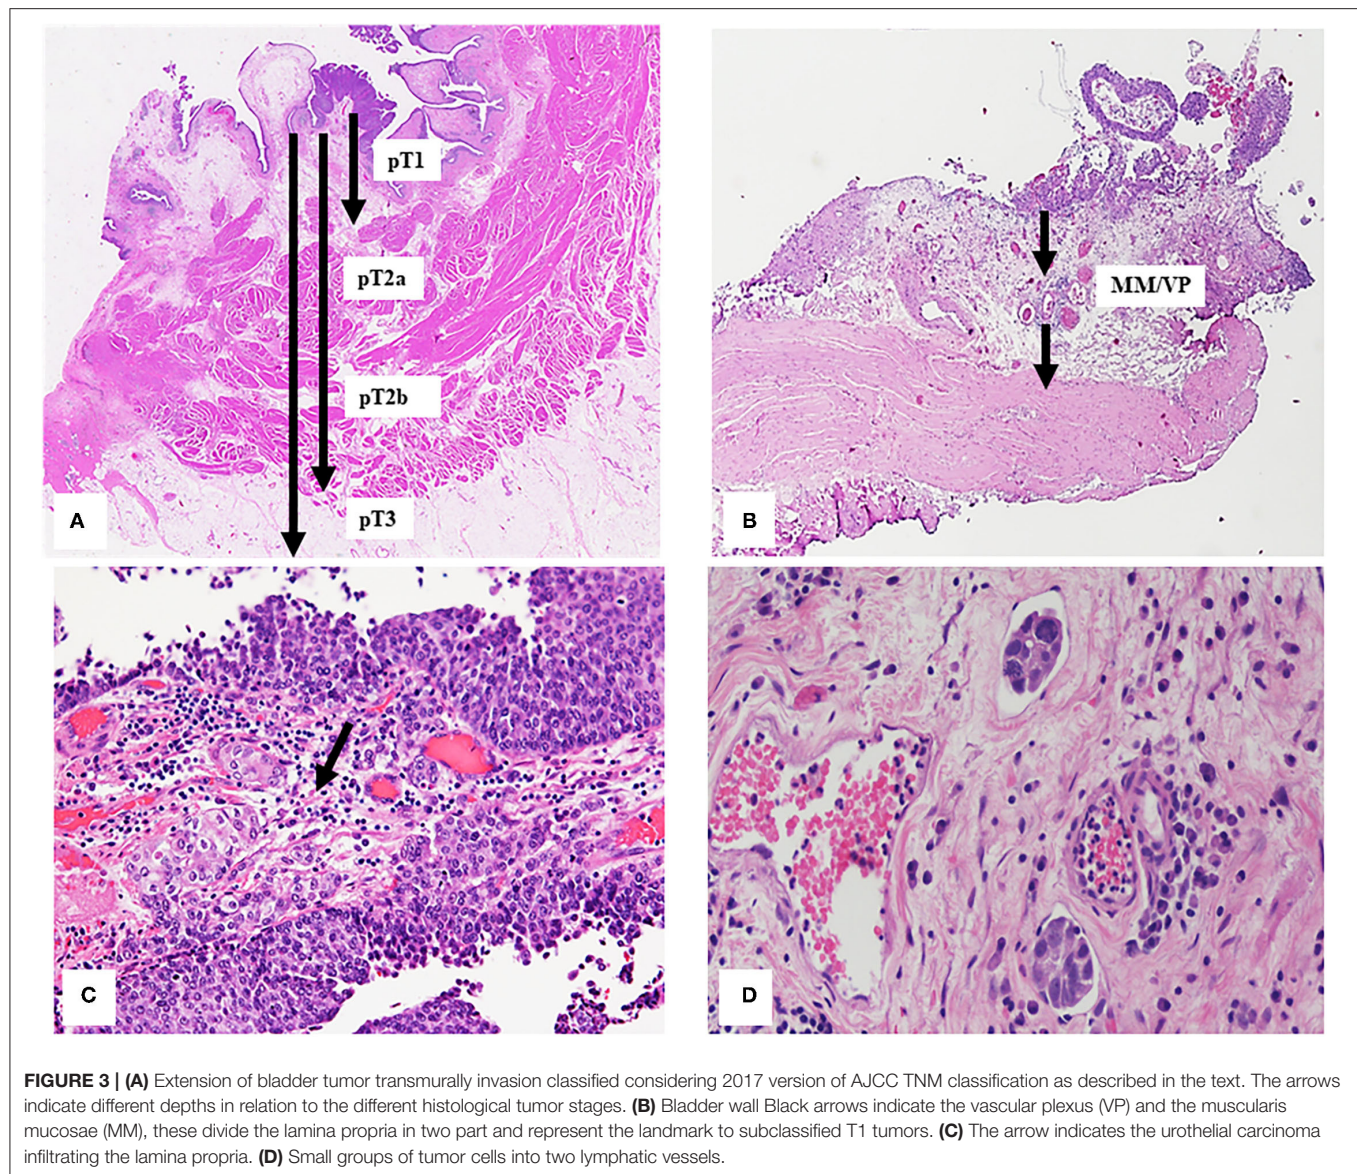 pT1
pT2a
pT2b
pT3
A
MM/VP
B
C
D
FIGURE 3 | (A) Extension of bladder tumor transmurally invasion classified considering 2017 version of AJCC TNM classification as described in the text. The arrows
indicate different depths in relation to the different histological tumor stages. (B) Bladder wall Black arrows indicate the vascular plexus (VP) and the muscularis
mucosae (MM), these divide the lamina propria in two part and represent the landmark to subclassified T1 tumors. (C) The arrow indicates the urothelial carcinoma
infiltrating the lamina propria. (D) Small groups of tumor cells into two lymphatic vessels.